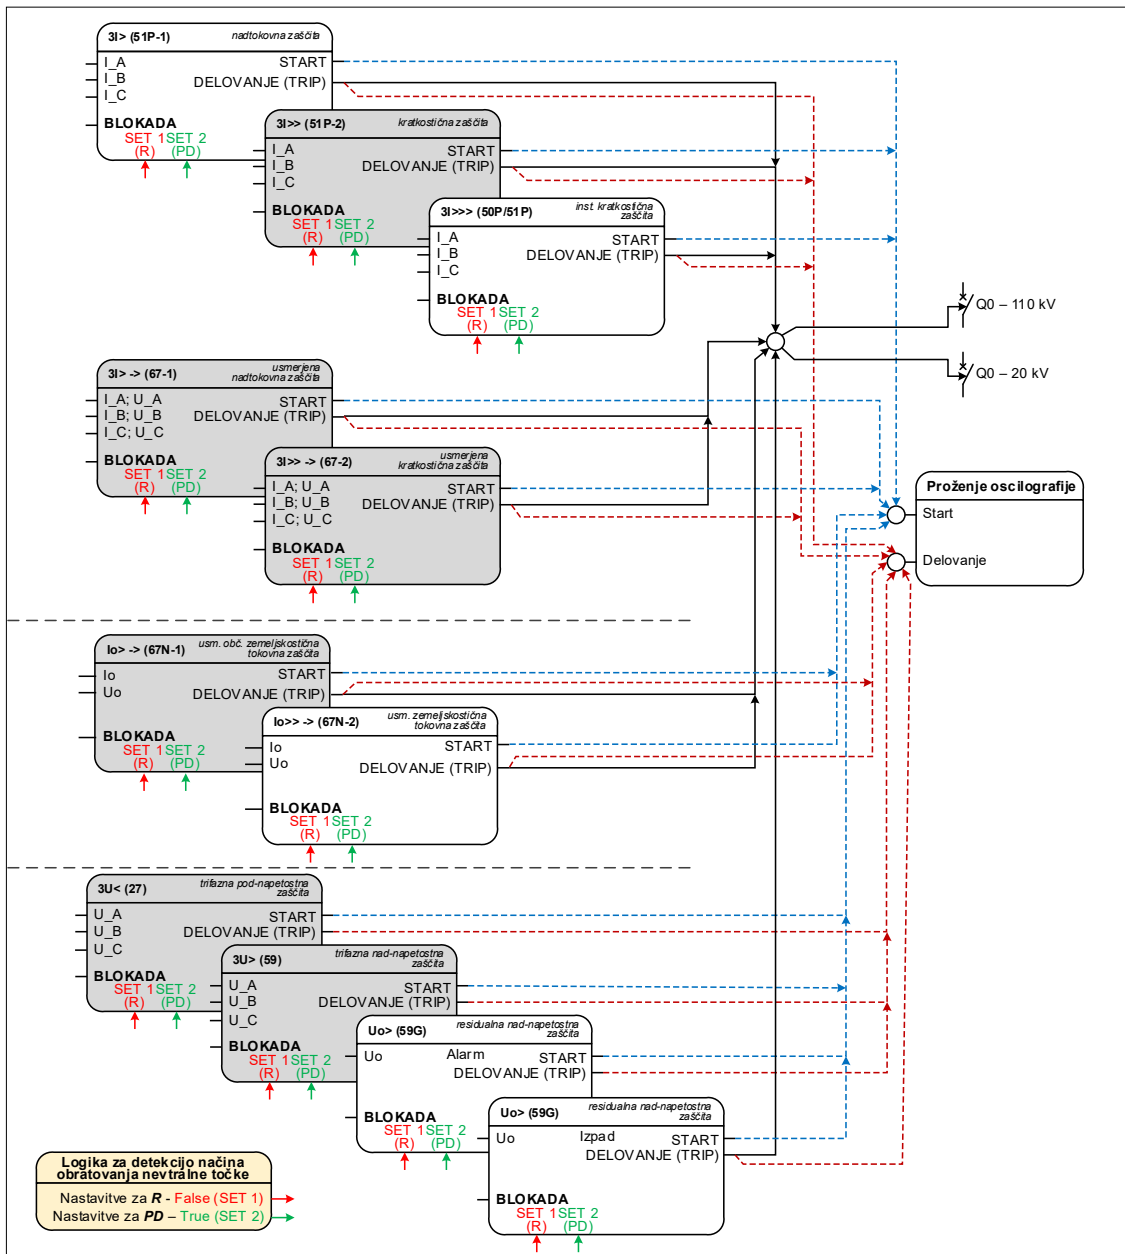 3I> (51P-1)
nadtokovna zaščita
I_A
I_B
I_C
START
DELOVANJE (TRIP)
BLOKADA
SET 1 SET 2
(R) (PD)
3I>> (51P-2)
kratkostična zaščita
I_A
I_B
I_C
START
DELOVANJE (TRIP)
BLOKADA
SET 1 SET 2
(R) (PD)
3I>>> (50P/51P)
inst. kratkostična
zaščita
I_A
I_B
I_C
START
DELOVANJE (TRIP)
BLOKADA
SET 1 SET 2
(R) (PD)
Q0 – 110 kV
Q0 – 20 kV
3I> -> (67-1)
usmerjena
nadtokovna zaščita
I_A; U_A
I_B; U_B
I_C; U_C
START
DELOVANJE (TRIP)
BLOKADA
SET 1 SET 2
(R) (PD)
3I>> -> (67-2)
usmerjena
kratkostična zaščita
I_A; U_A
I_B; U_B
I_C; U_C
START
DELOVANJE (TRIP)
BLOKADA
SET 1 SET 2
(R) (PD)
Proženje oscilografije
Start
Delovanje
Io> -> (67N-1)
usm. obč. zemeljskostična
tokovna zaščita
Io
Uo
START
DELOVANJE (TRIP)
BLOKADA
SET 1 SET 2
(R) (PD)
Io>> -> (67N-2)
usm. zemeljskostična
tokovna zaščita
Io
Uo
START
DELOVANJE (TRIP)
BLOKADA
SET 1 SET 2
(R) (PD)
3U< (27)
trifazna pod-napetostna
zaščita
U_A
U_B
U_C
START
DELOVANJE (TRIP)
BLOKADA
SET 1 SET 2
(R) (PD)
3U> (59)
trifazna nad-napetostna
zaščita
U_A
U_B
U_C
START
DELOVANJE (TRIP)
BLOKADA
SET 1 SET 2
(R) (PD)
Uo> (59G)
residualna nad-napetostna
zaščita
Uo
Alarm
START
DELOVANJE (TRIP)
BLOKADA
SET 1 SET 2
(R) (PD)
Uo> (59G)
residualna nad-napetostna
zaščita
Uo
Izpad
START
DELOVANJE (TRIP)
BLOKADA
SET 1 SET 2
(R) (PD)
Logika za detekcijo načina
obratovanja nevtralne točke
Nastavitve za R - False (SET 1)
Nastavitve za PD – True (SET 2)